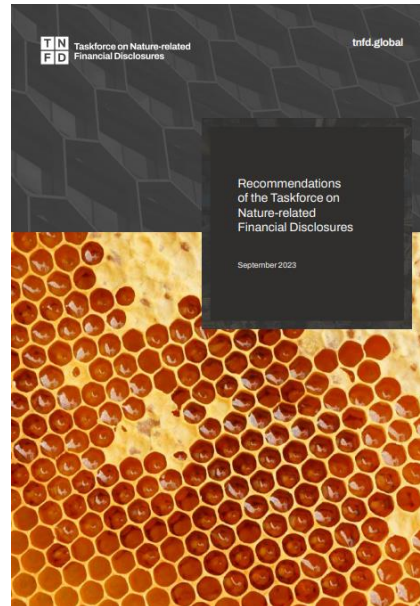 T N
F D
Taskforce on Nature-related
Financial Disclosures
tnfd.global
Recommendations
of the Taskforce on
Nature-related
Financial Disclosures
September 2023